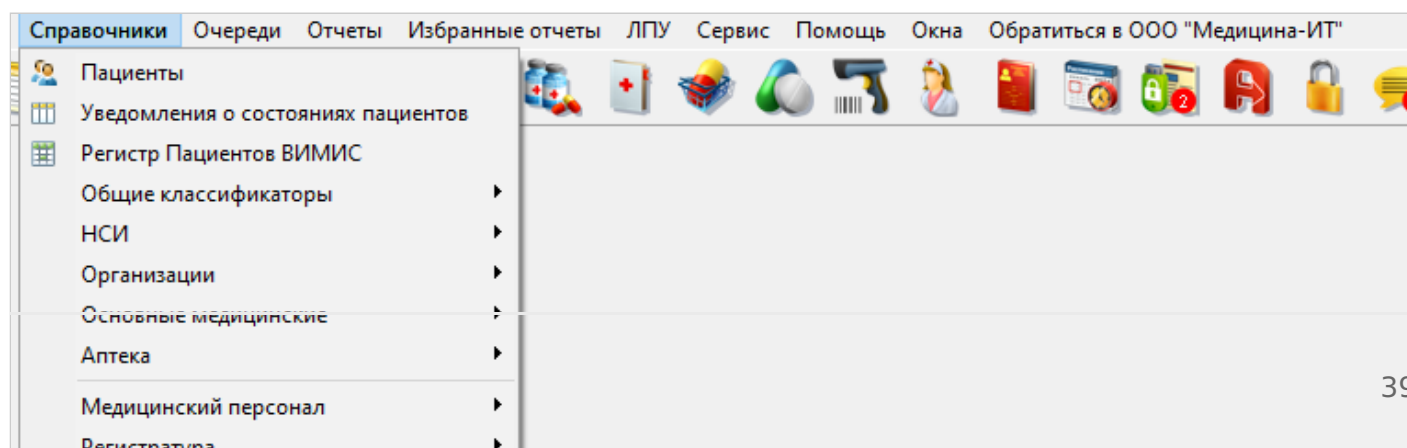 Справочники Очереди Отчеты Избранные отчеты ЛПУ Сервис Помощь Окна Обратиться в ООО "Медицина-ИТ"
Пациенты
2
Уведомления о состояниях пациентов
Регистр Пациентов ВИМИС
Общие классификаторы
НСИ
Организации
Основные медицинские
Аптека
39
Медицинский персонал
Регистратура